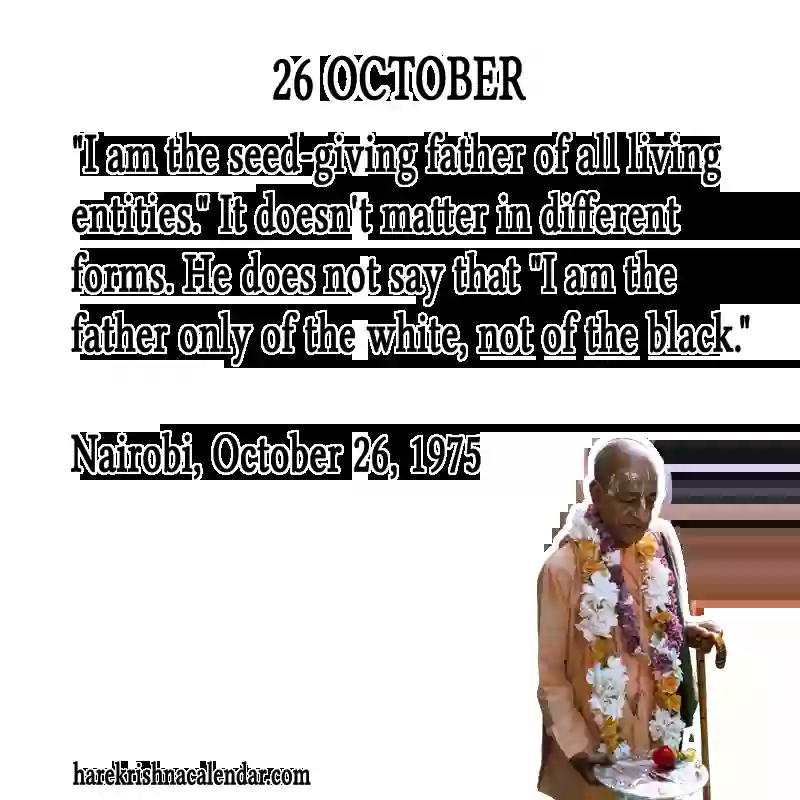 26 OCTOBER
"I am the seed-giving father of all living
entities." It doesn't matter in different
forms. He does not say that "I am the
father only of the white, not of the black."
Nairobi, October 26, 1975
harekrishnacalendar.com